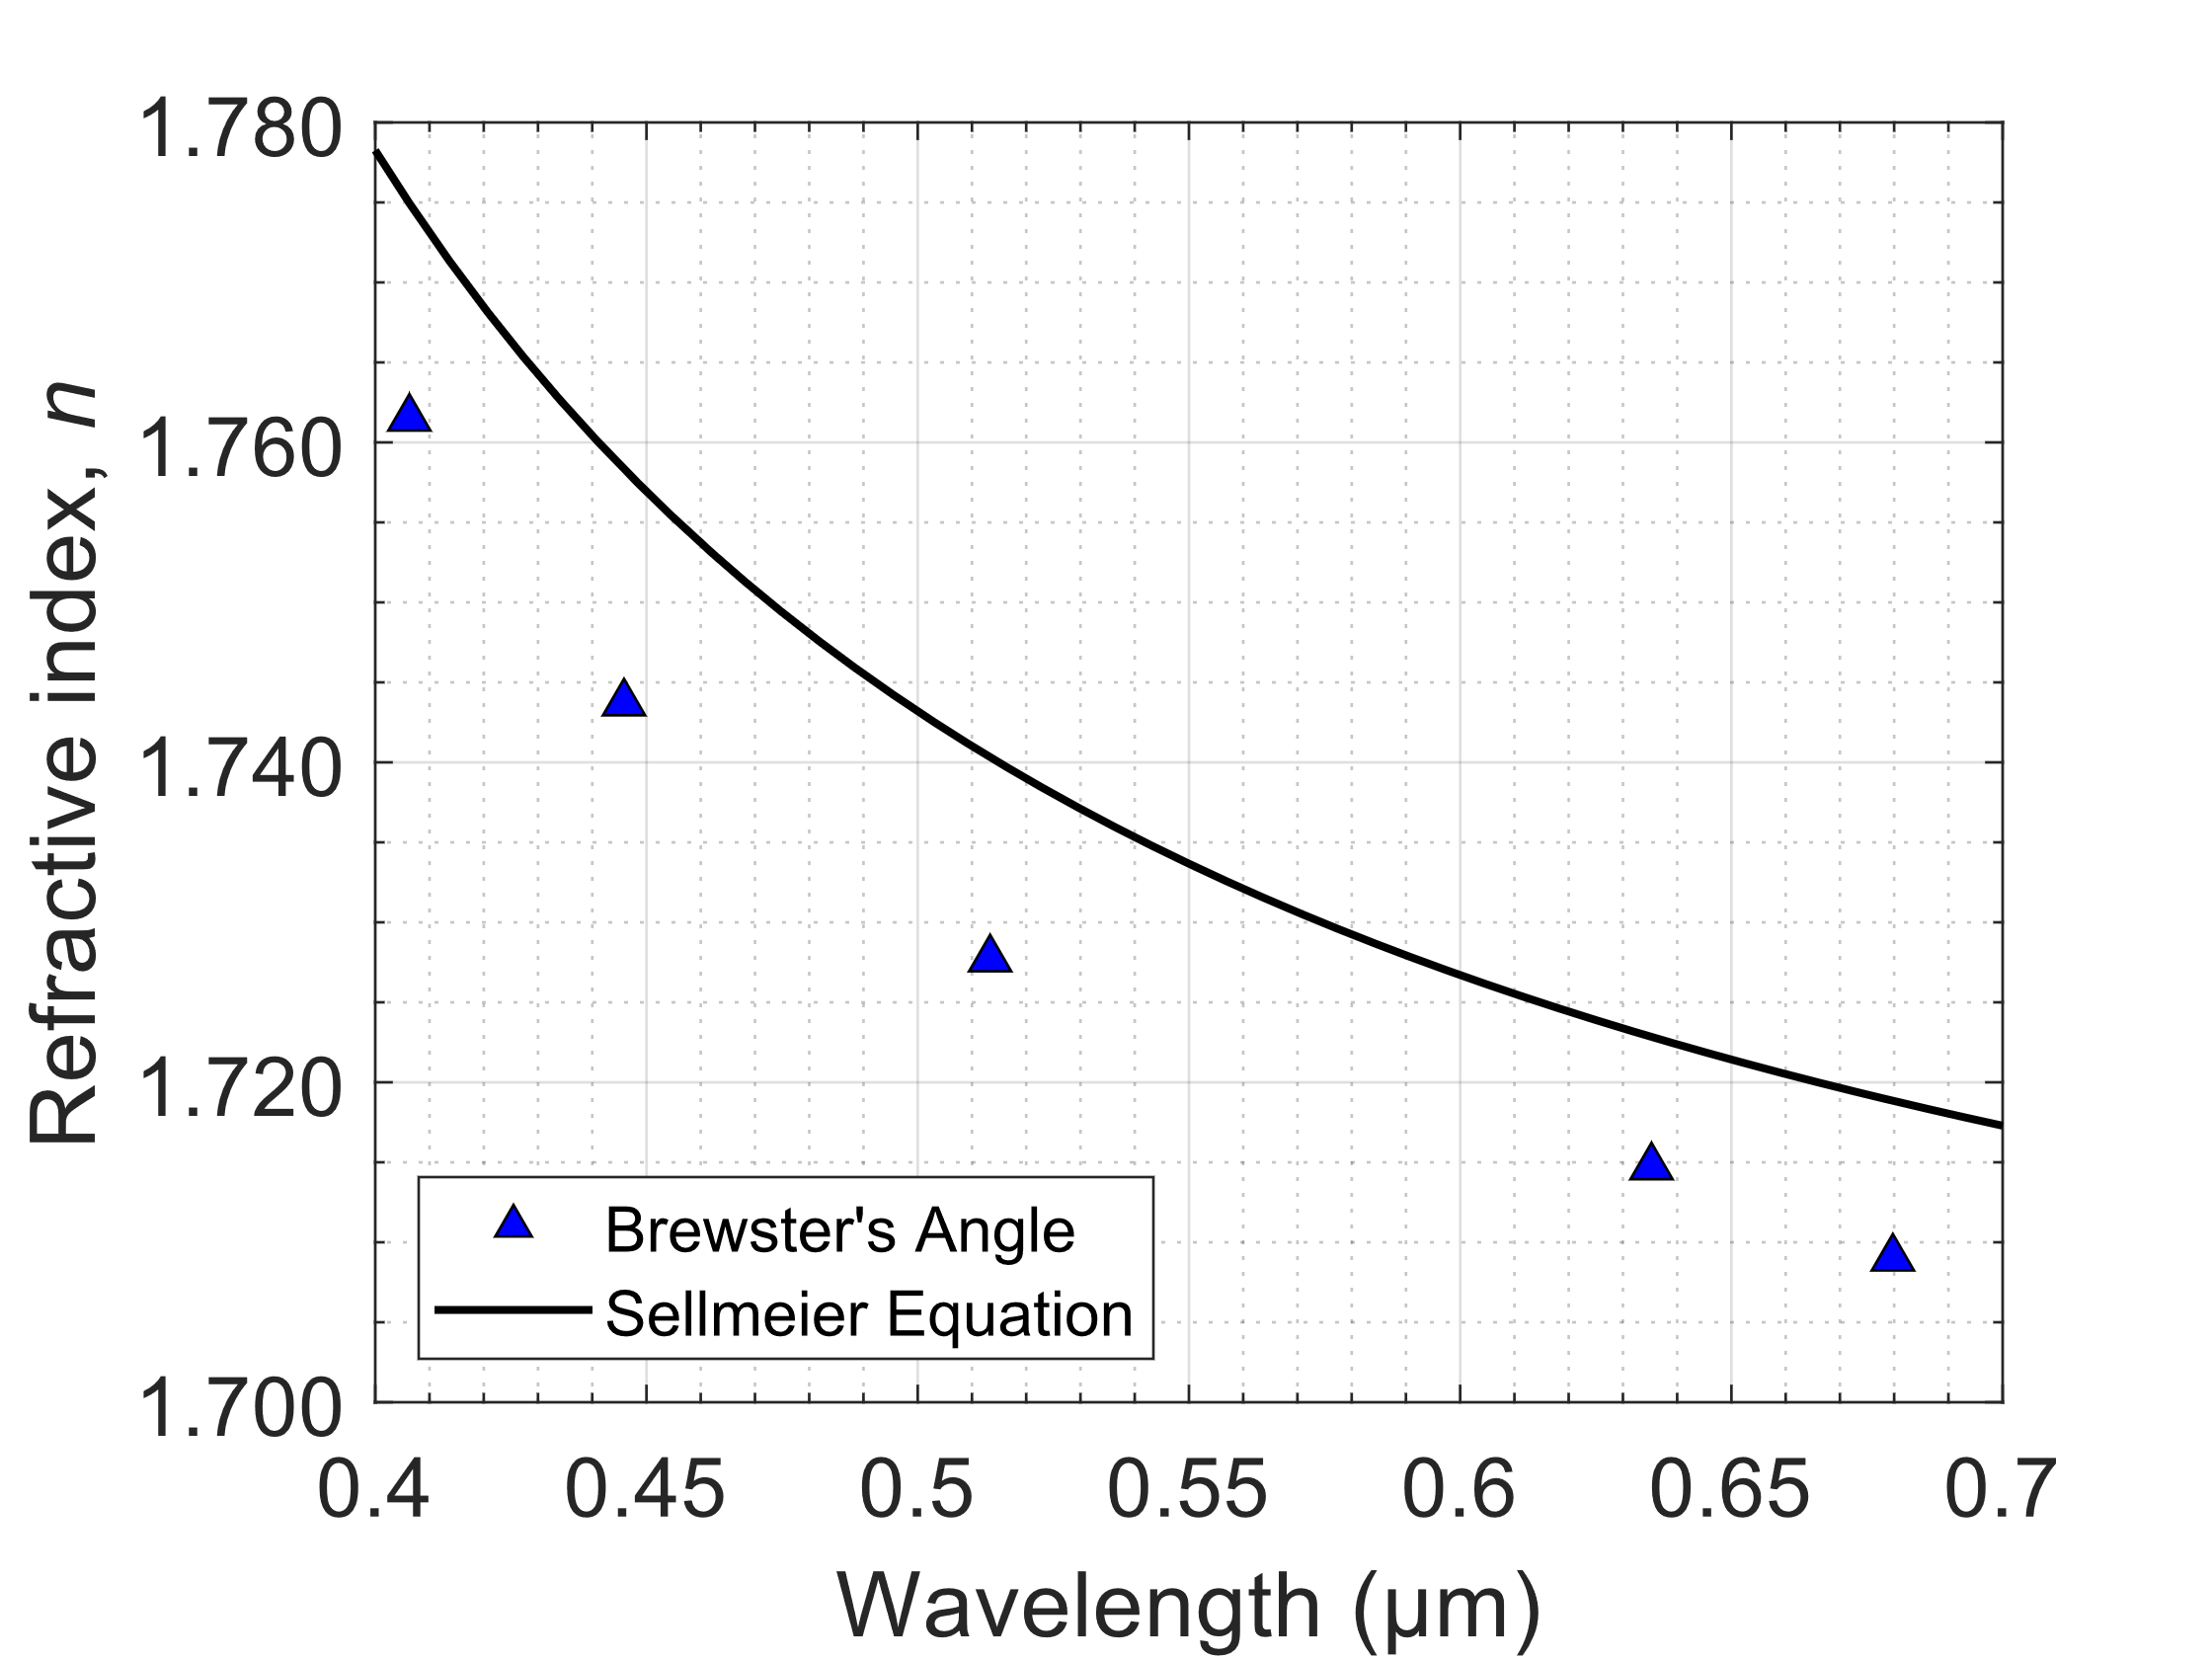 1.780
1.760
1.740
1.720
1.700
Refractive index, n
Brewster's Angle
Sellmeier Equation
0.4 0.45 0.5 0.55 0.6 0.65 0.7
Wavelength (μm)